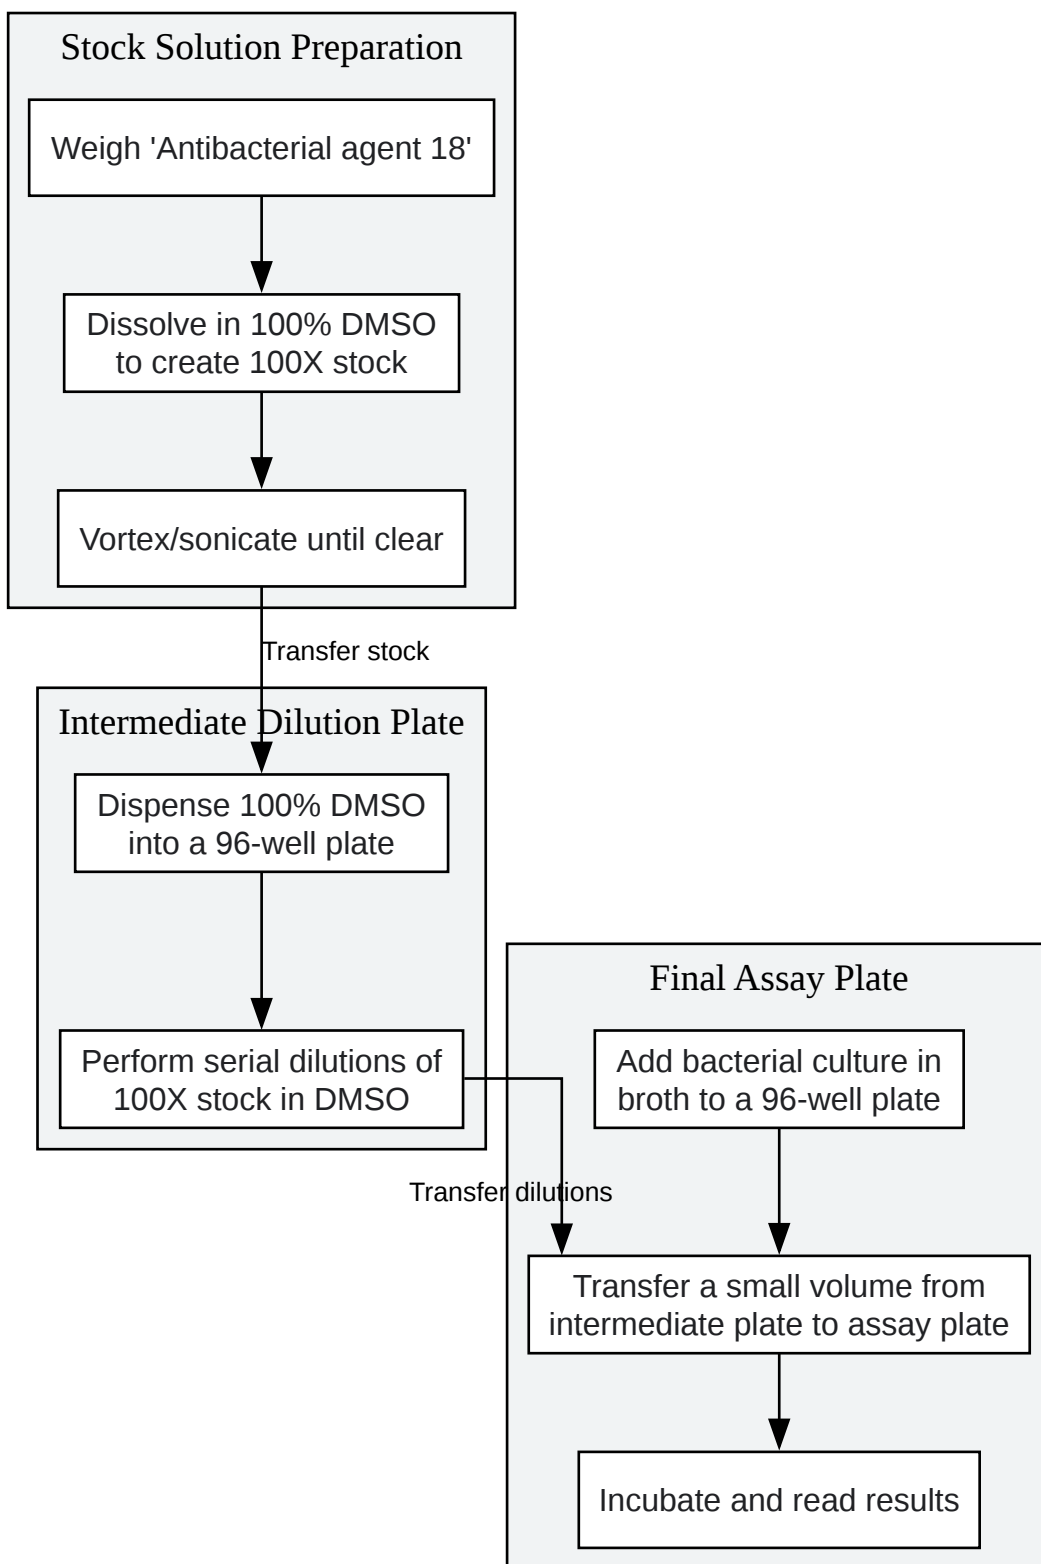 Stock Solution Preparation
Weigh 'Antibacterial agent 18'
Dissolve in 100% DMSO
to create 100X stock
Vortex/sonicate until clear
Transfer stock
Intermediate Dilution Plate
Dispense 100% DMSO
into a 96-well plate
Perform serial dilutions of
100X stock in DMSO
Transfer dilutions
Final Assay Plate
Add bacterial culture in
broth to a 96-well plate
Transfer a small volume from
intermediate plate to assay plate
Incubate and read results